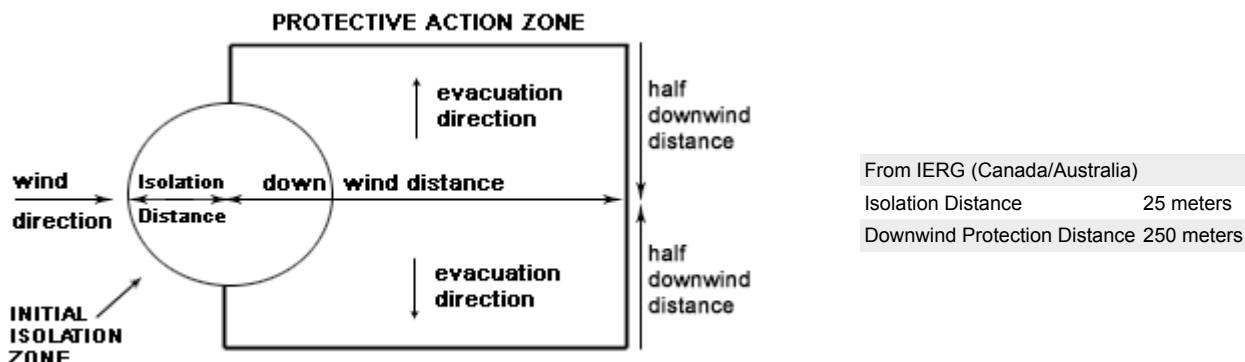 PROTECTIVE ACTION ZONE
evacuation
direction
half
downwind
distance
wind
direction
Isolation
Distance
down wind distance
evacuation
direction
half
downwind
distance
INITIAL
ISOLATION
ZONE
From IERG (Canada/Australia)
Isolation Distance 25 meters
Downwind Protection Distance 250 meters